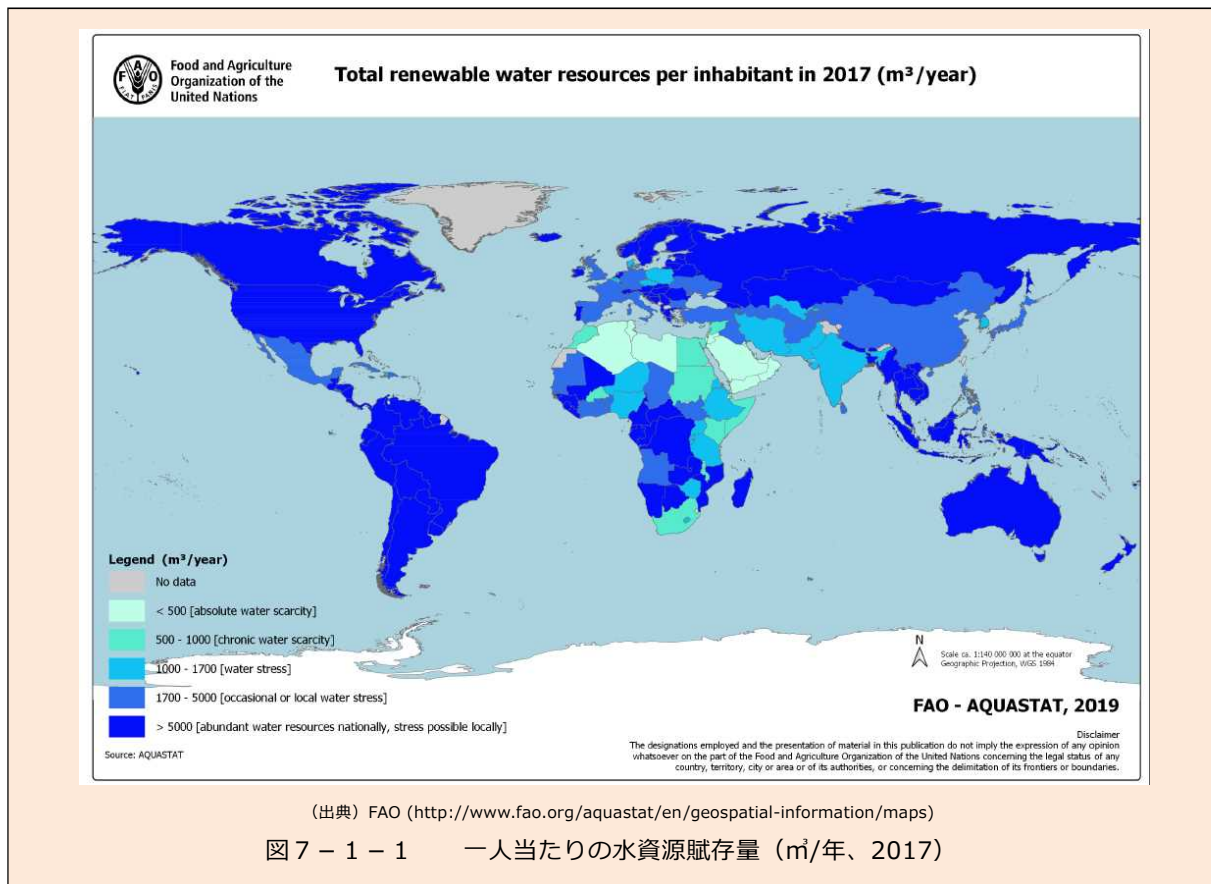 Food and Agriculture
Organization of the
United Nations
Total renewable water resources per inhabitant in 2017 (m³/year)
F A O
FIAT PANIS
Legend (m³/year)
No data
< 500 [absolute water scarcity]
500 - 1000 [chronic water scarcity]
1000 - 1700 [water stress]
1700 - 5000 [occasional or local water stress]
> 5000 [abundant water resources nationally, stress possible locally]
Source: AQUASTAT
N
Scale ca. 1:140 000 000 at the equator
Geographic Projection, WGS 1984
FAO - AQUASTAT, 2019
Disclaimer
The designations employed and the presentation of material in this publication do not imply the expression of any opinion
whatsoever on the part of the Food and Agriculture Organization of the United Nations concerning the legal status of any
country, territory, city or area or of its authorities, or concerning the delimitation of its frontiers or boundaries.
（出典）FAO (http://www.fao.org/aquastat/en/geospatial-information/maps)
図７－１－１　一人当たりの水資源賦存量（㎥/年、2017）